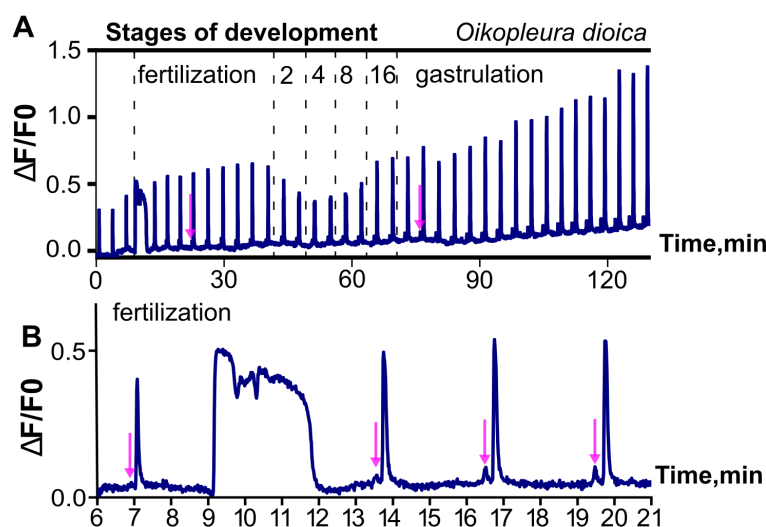 A
Stages of development
Oikopleura dioica
fertilization
2
4
8
16
gastrulation
1.5
1.0
0.5
0.0
ΔF/F0
0
30
60
90
120
Time,min
B
fertilization
0.5
0.0
ΔF/F0
6 7 8 9 10 11 12 13 14 15 16 17 18 19 20 21
Time,min